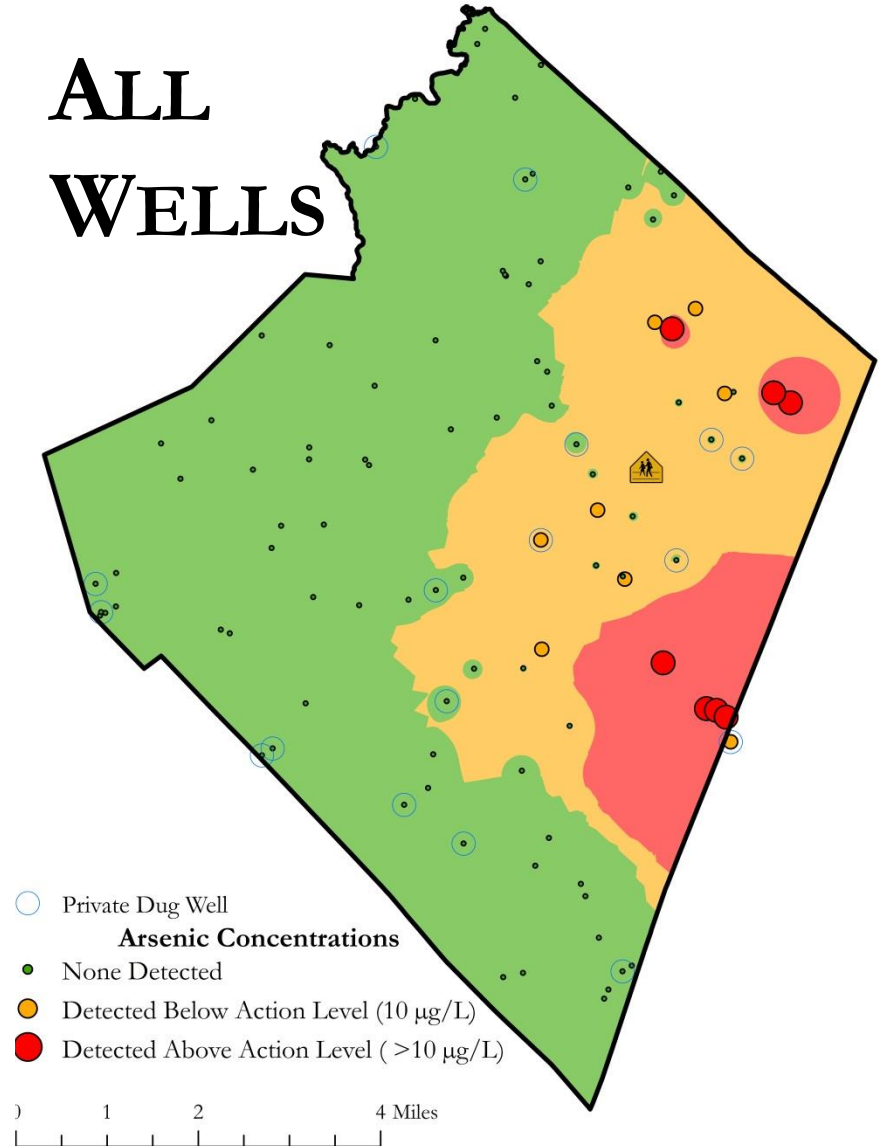 ALL
WELLS
Private Dug Well
Arsenic Concentrations
None Detected
Detected Below Action Level (10 µg/L)
Detected Above Action Level ( >10 µg/L)
0 1 2 4 Miles